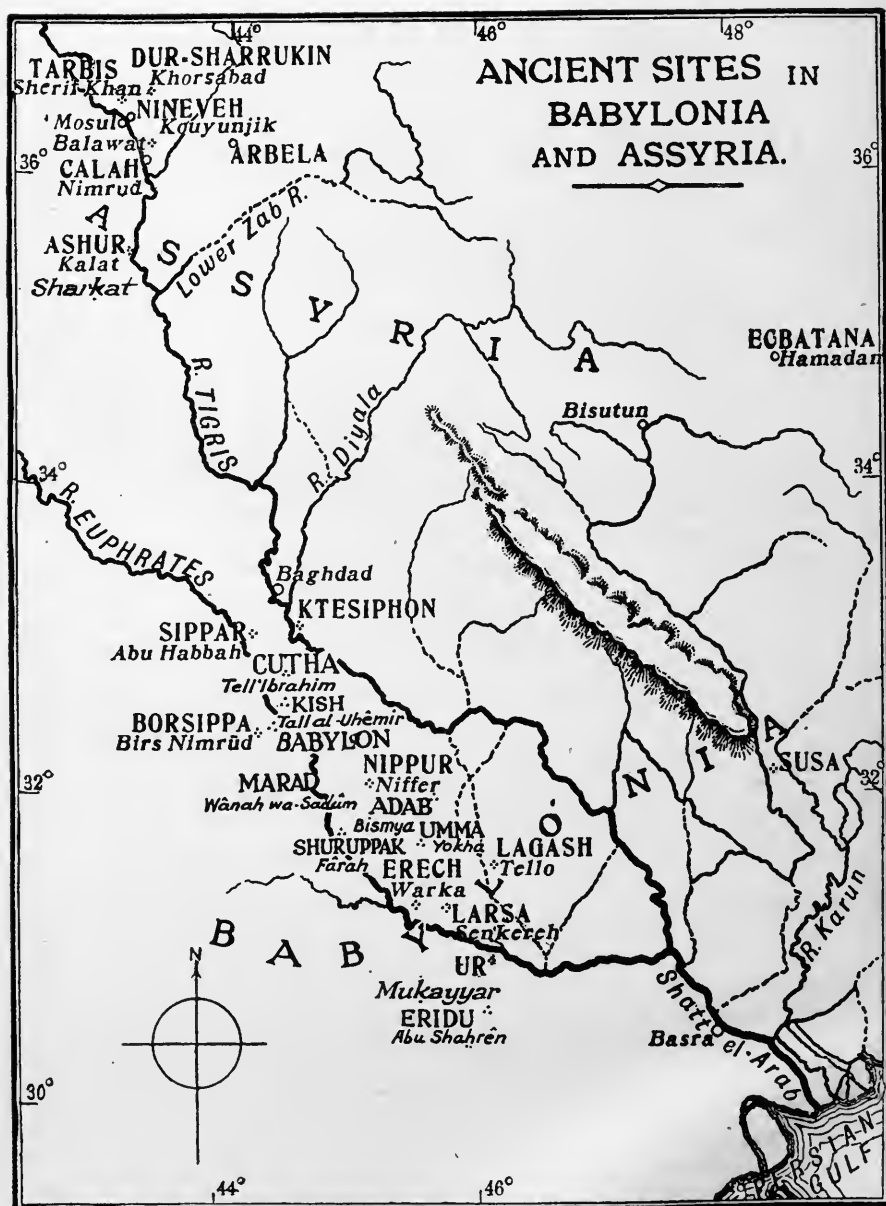 44°
46°
48°
ANCIENT SITES IN
BABYLONIA
AND ASSYRIA.
DUR-SHARRUKIN
Khorsabad
TARBIS
Sherif Khan
NINEVEH
Kouyunjik
Mosul
Balawat
ARBELA
36°
36°
CALAH
Nimrud
ASSYRIA
ASHUR
Kalat
Sharkat
Lower Zab R.
ECBATANA
Hamadan
R. TIGRIS
R. Diyala
Bisutun
34°
34°
R. EUPHRATES
Baghdad
KTESIPHON
SIPPAR
Abu Habbah
CUTHA
Tell Ibrahim
KISH
Tall al-Uhêmir
BORSIPPA
Birs Nimrûd
BABYLON
SUSA
32°
32°
NIPPUR
Niffer
MARAD
Wânah wa-Sadûm
ADAB
Bismya
UMMA
Yokha
SHURUPPAK
Fârah
LAGASH
Tello
ERECH
Warka
LARSA
Senkereh
BABYLONIA
R. Karun
UR
Mukayyar
N
ERIDU
Abu Shahrên
Basra
Shatt el-Arab
30°
PERSIAN
GULF
44°
46°